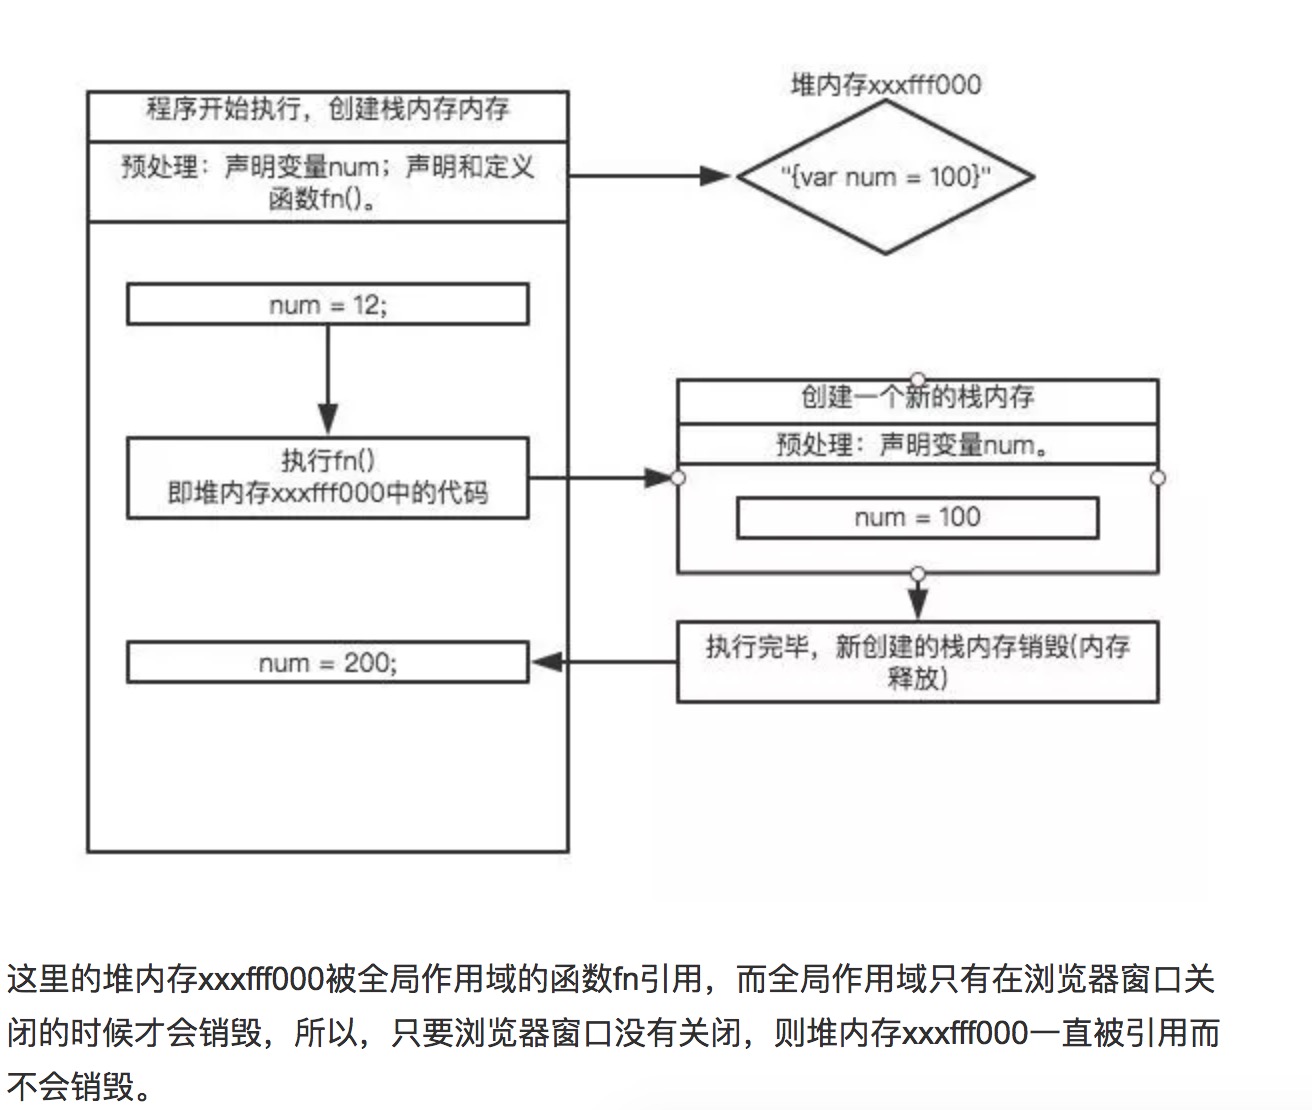 堆内存xxxfff000
程序开始执行，创建栈内存内存
预处理：声明变量num；声明和定义
函数fn()。
"{var num = 100}"
num = 12;
创建一个新的栈内存
预处理：声明变量num。
执行fn()
即堆内存xxxfff000中的代码
num = 100
num = 200;
执行完毕，新创建的栈内存销毁(内存
释放)
这里的堆内存xxxfff000被全局作用域的函数fn引用，而全局作用域只有在浏览器窗口关
闭的时候才会销毁，所以，只要浏览器窗口没有关闭，则堆内存xxxfff000一直被引用而
不会销毁。